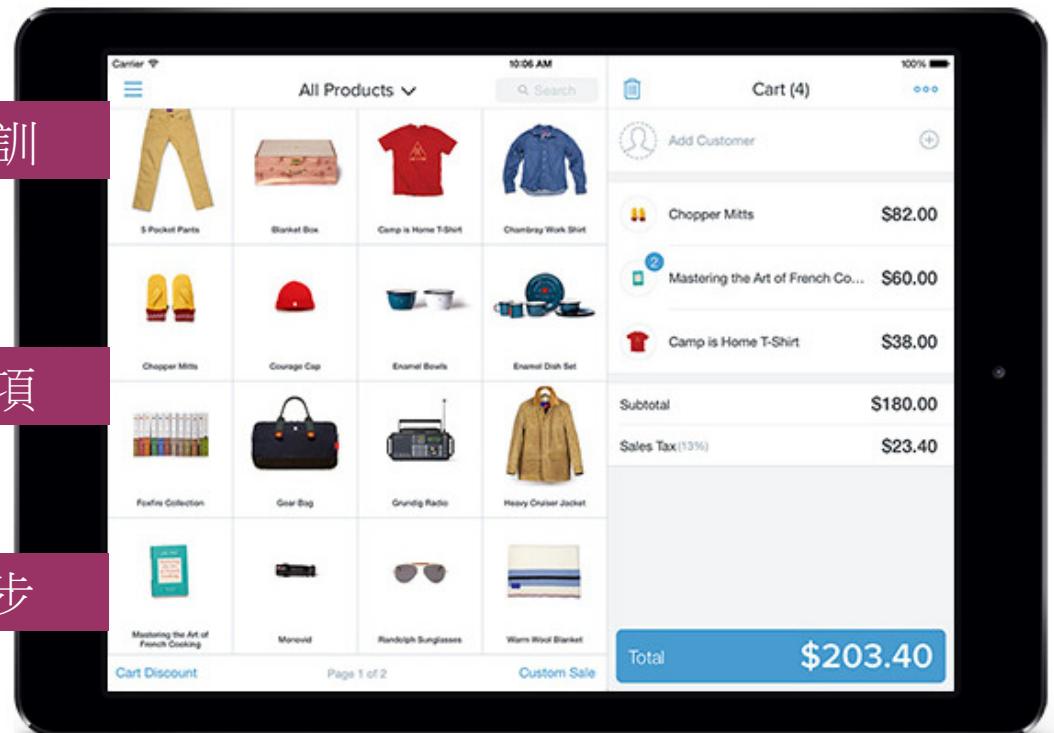 訓
項
步
Carrier
10:06 AM
100%
All Products
Search
Cart (4)
Add Customer
5 Pocket Pants
Blanket Box
Camp is Home T-Shirt
Chambray Work Shirt
Chopper Mitts
Courage Cap
Enamel Bowls
Enamel Dish Set
Foxfire Collection
Gear Bag
Grundig Radio
Heavy Cruiser Jacket
Mastering the Art of
French Cooking
Monovid
Randolph Sunglasses
Warm Wool Blanket
Cart Discount
Page 1 of 2
Custom Sale
Chopper Mitts $82.00
2
Mastering the Art of French Co... $60.00
Camp is Home T-Shirt $38.00
Subtotal $180.00
Sales Tax (13%) $23.40
Total $203.40